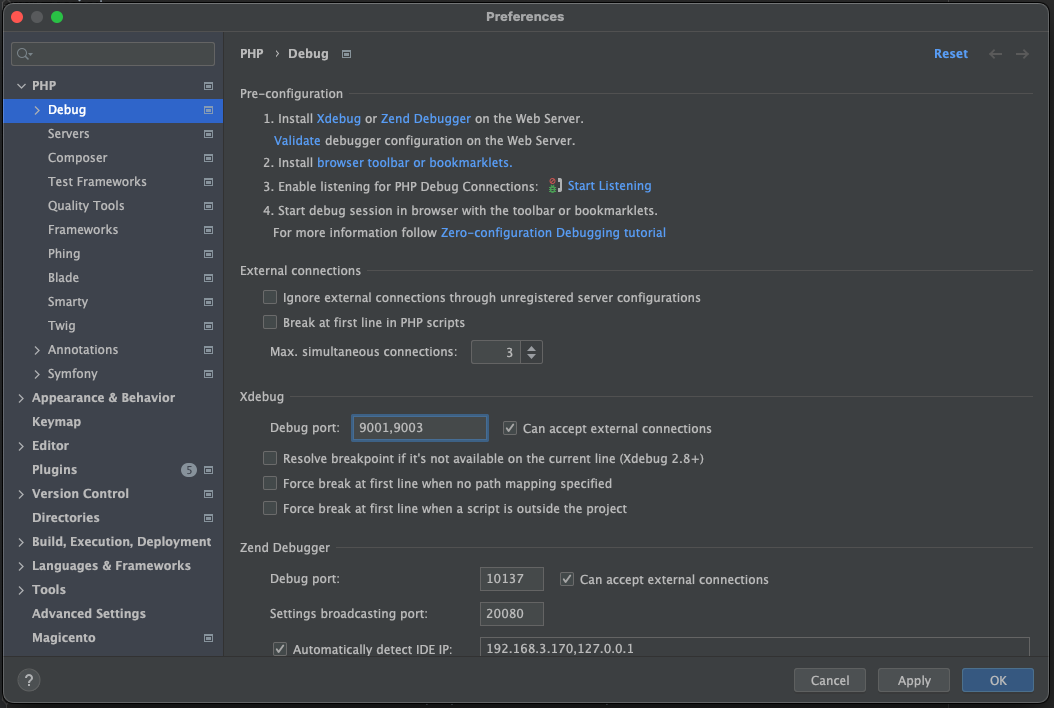 Preferences
PHP
Debug
Servers
Composer
Test Frameworks
Quality Tools
Frameworks
Phing
Blade
Smarty
Twig
Annotations
Symfony
Appearance & Behavior
Keymap
Editor
Plugins 5
Version Control
Directories
Build, Execution, Deployment
Languages & Frameworks
Tools
Advanced Settings
Magicento
PHP › Debug
Reset
Pre-configuration
1. Install Xdebug or Zend Debugger on the Web Server.
Validate debugger configuration on the Web Server.
2. Install browser toolbar or bookmarklets.
3. Enable listening for PHP Debug Connections: Start Listening
4. Start debug session in browser with the toolbar or bookmarklets.
For more information follow Zero-configuration Debugging tutorial
External connections
Ignore external connections through unregistered server configurations
Break at first line in PHP scripts
Max. simultaneous connections: 3
Xdebug
Debug port: 9001,9003 Can accept external connections
Resolve breakpoint if it's not available on the current line (Xdebug 2.8+)
Force break at first line when no path mapping specified
Force break at first line when a script is outside the project
Zend Debugger
Debug port: 10137 Can accept external connections
Settings broadcasting port: 20080
Automatically detect IDE IP: 192.168.3.170,127.0.0.1
?
Cancel
Apply
OK